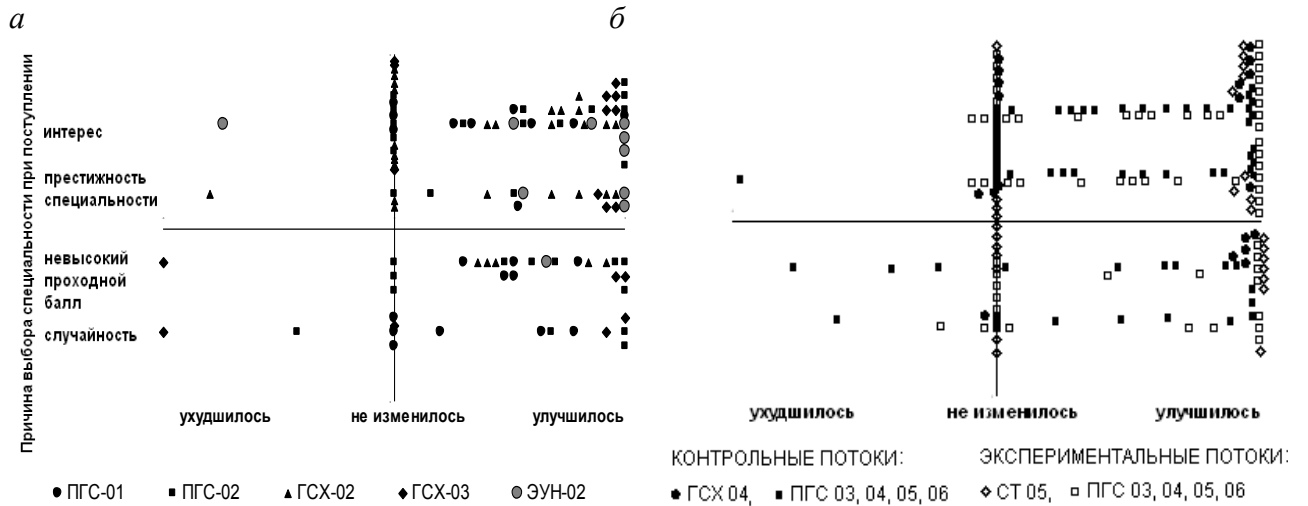 а
б
Причина выбора специальности при поступлении
интерес
престижность
специальности
невысокий
проходной
балл
случайность
ухудшилось не изменилось улучшилось
ПГС-01 ПГС-02 ГСХ-02 ГСХ-03 ЭУН-02
ухудшилось не изменилось улучшилось
КОНТРОЛЬНЫЕ ПОТОКИ: ЭКСПЕРИМЕНТАЛЬНЫЕ ПОТОКИ:
ГСХ 04, ПГС 03, 04, 05, 06 СТ 05, ПГС 03, 04, 05, 06